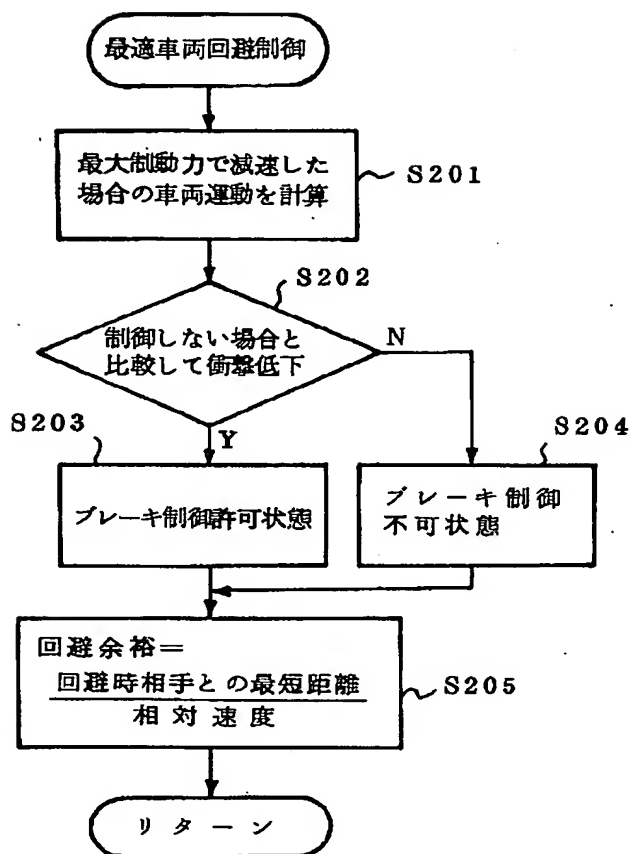 最適車両回避制御
最大制動力で減速した
場合の車両運動を計算
S201
S202
制御しない場合と
比較して衝撃低下
N
Y
S203
S204
ブレーキ制御許可状態
ブレーキ制御
不可状態
回避余裕=
回避時相手との最短距離
相対速度
S205
リターン